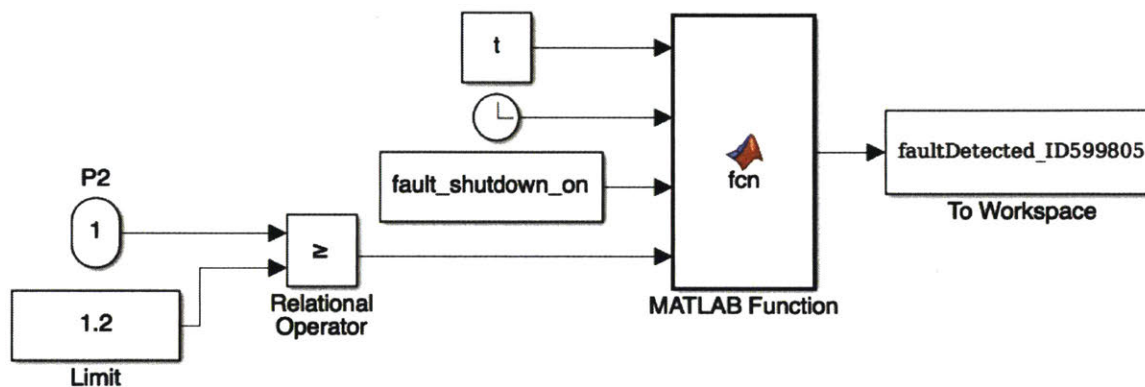 t
fault_shutdown_on
P2
1
≥
Relational
Operator
1.2
Limit
fcn
MATLAB Function
faultDetected_ID599805
To Workspace